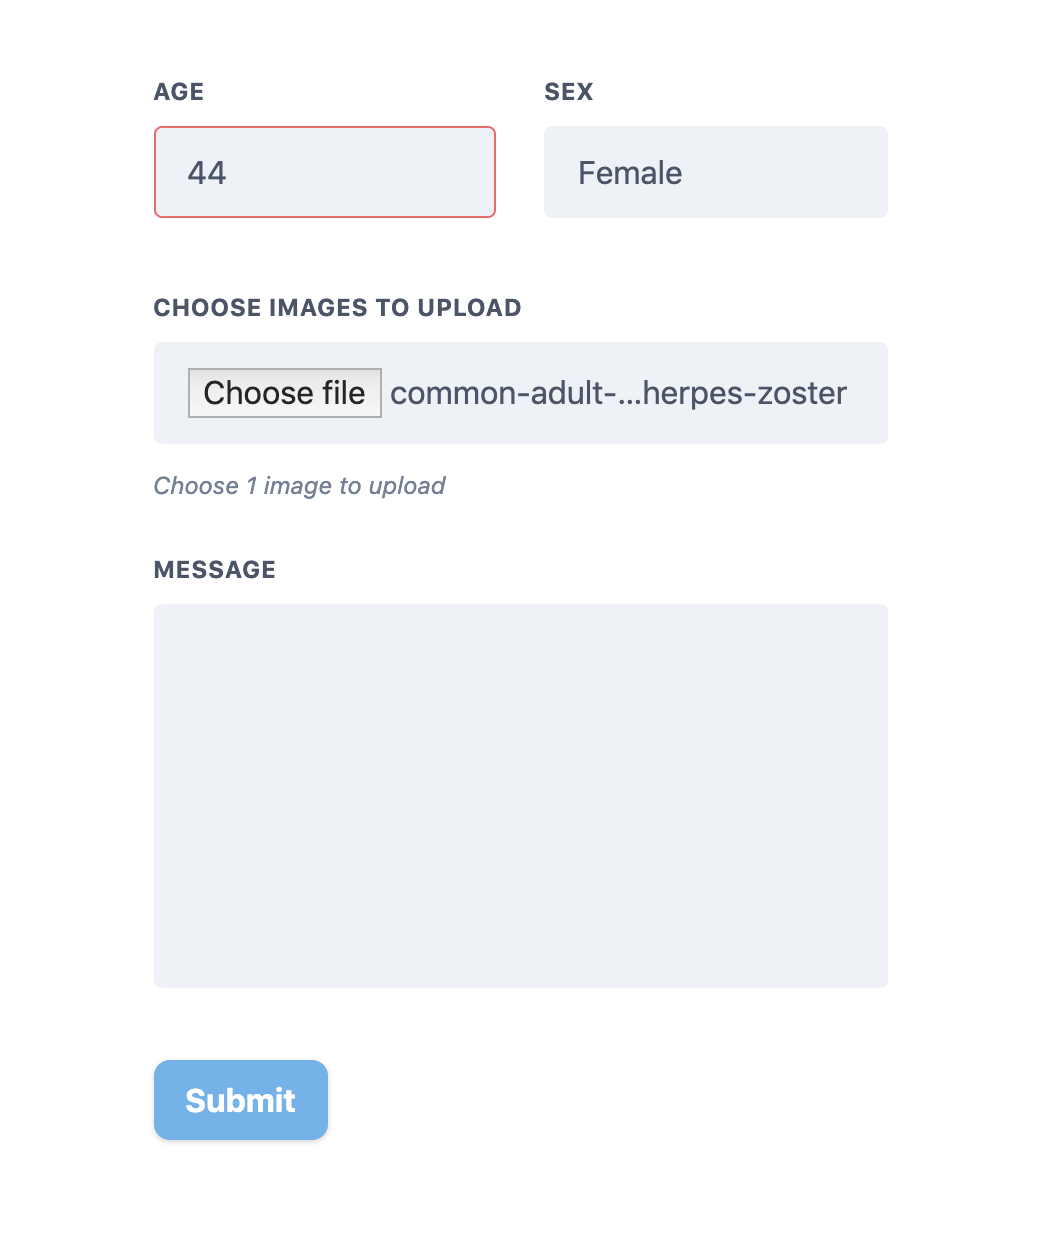 AGE
SEX
44
Female
CHOOSE IMAGES TO UPLOAD
Choose file common-adult-...herpes-zoster
Choose 1 image to upload
MESSAGE
Submit